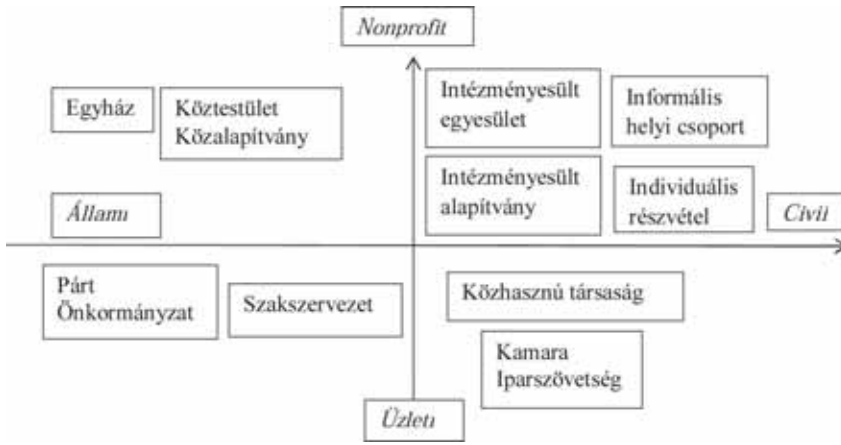 Nonprofit
Egyház
Köztestület
Közalapítvány
Intézményesült
egyesület
Informális
helyi csoport
Intézményesült
alapítvány
Individuális
részvétel
Állami
Civil
Párt
Önkormányzat
Szakszervezet
Közhasznú társaság
Kamara
Iparszövetség
Üzleti